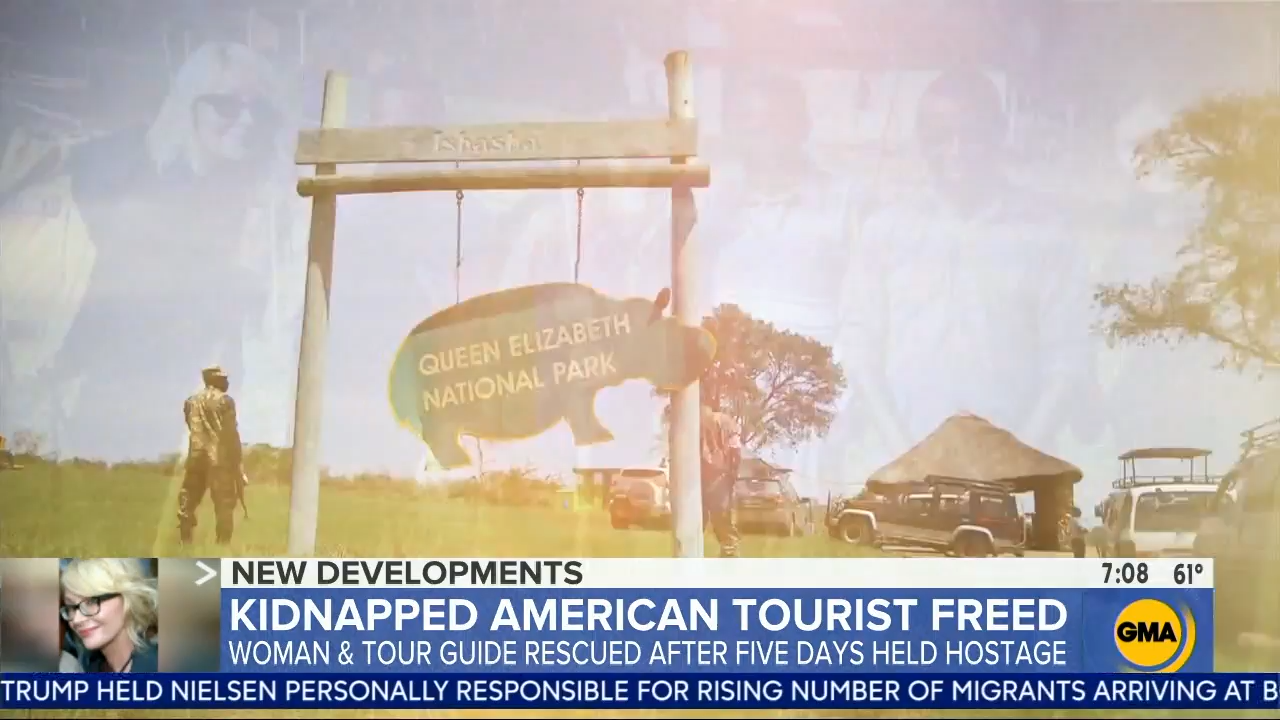 Ishasha
QUEEN ELIZABETH
NATIONAL PARK
NEW DEVELOPMENTS
7:08 61°
KIDNAPPED AMERICAN TOURIST FREED
WOMAN & TOUR GUIDE RESCUED AFTER FIVE DAYS HELD HOSTAGE
GMA
TRUMP HELD NIELSEN PERSONALLY RESPONSIBLE FOR RISING NUMBER OF MIGRANTS ARRIVING AT B